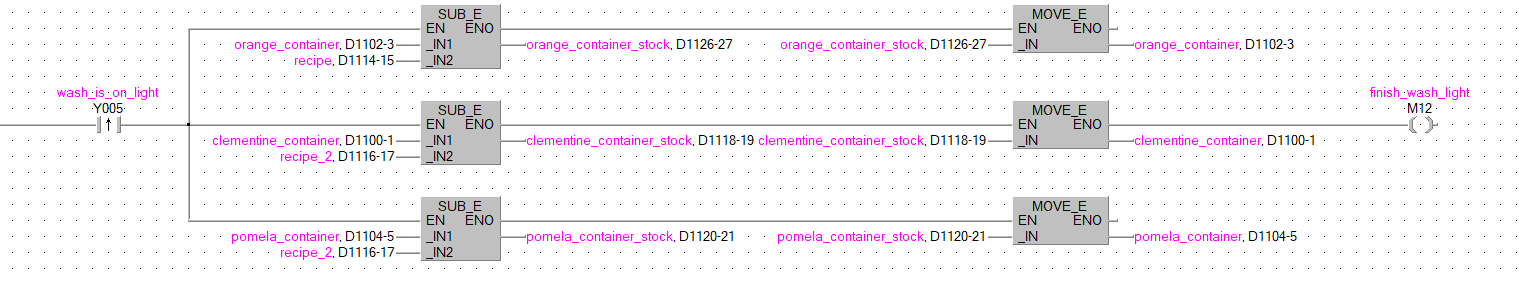 SUB_E MOVE_E
EN ENO EN ENO
orange_container, D1102-3 _IN1 orange_container_stock, D1126-27 orange_container_stock, D1126-27 _IN orange_container, D1102-3
recipe, D1114-15 _IN2
wash_is_on_light finish_wash_light
Y005 SUB_E MOVE_E M12
EN ENO EN ENO
clementine_container, D1100-1 _IN1 clementine_container_stock, D1118-19 clementine_container_stock, D1118-19 _IN clementine_container, D1100-1
recipe_2, D1116-17 _IN2
SUB_E MOVE_E
EN ENO EN ENO
pomela_container, D1104-5 _IN1 pomela_container_stock, D1120-21 pomela_container_stock, D1120-21 _IN pomela_container, D1104-5
recipe_2, D1116-17 _IN2